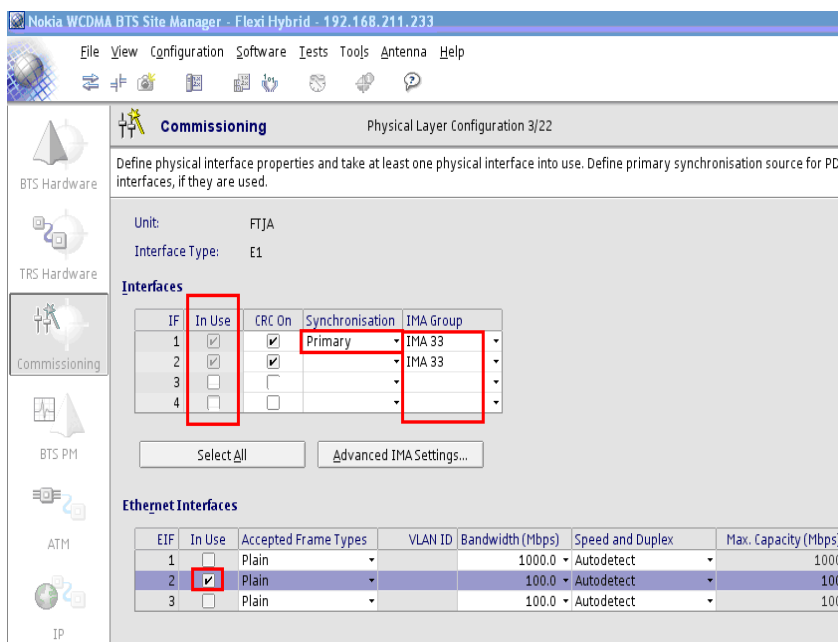 Nokia WCDMA BTS Site Manager - Flexi Hybrid - 192.168.211.233
File View Configuration Software Tests Tools Antenna Help
Commissioning Physical Layer Configuration 3/22
Define physical interface properties and take at least one physical interface into use. Define primary synchronisation source for PD
interfaces, if they are used.
BTS Hardware
TRS Hardware
Commissioning
BTS PM
ATM
IP
Unit: FTJA
Interface Type: E1
Interfaces
IF In Use CRC On Synchronisation IMA Group
1 Primary IMA 33
2 IMA 33
3
4
Select All Advanced IMA Settings...
Ethernet Interfaces
EIF In Use Accepted Frame Types VLAN ID Bandwidth (Mbps) Speed and Duplex Max. Capacity (Mbps)
1 Plain 1000.0 Autodetect 1000
2 Plain 100.0 Autodetect 100
3 Plain 100.0 Autodetect 100